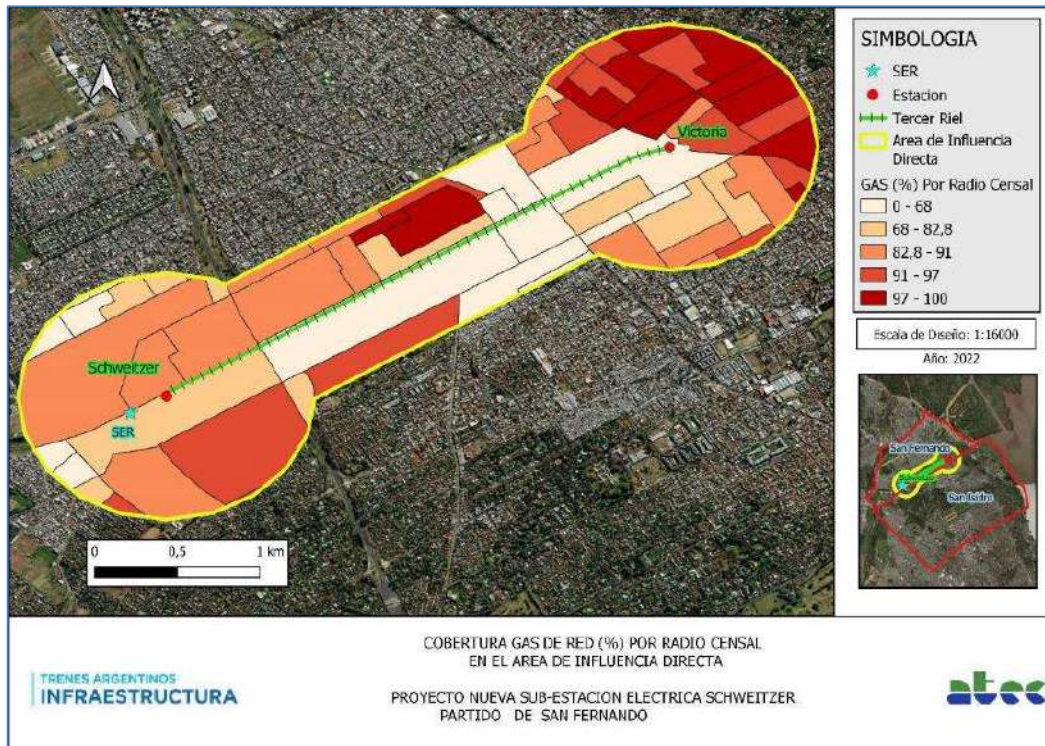 SIMBOLOGIA
SER
Estacion
Tercer Riel
Area de Influencia
Directa
GAS (%) Por Radio Censal
0 - 68
68 - 82,8
82,8 - 91
91 - 97
97 - 100
Escala de Diseño: 1:16000
Año: 2022
Victoria
Schweitzer
SER
0 0,5 1 km
San Fernando
Schweitzer
San Isidro
COBERTURA GAS DE RED (%) POR RADIO CENSAL
EN EL AREA DE INFLUENCIA DIRECTA
PROYECTO NUEVA SUB-ESTACION ELECTRICA SCHWEITZER
PARTIDO DE SAN FERNANDO
TRENES ARGENTINOS
INFRAESTRUCTURA
atec